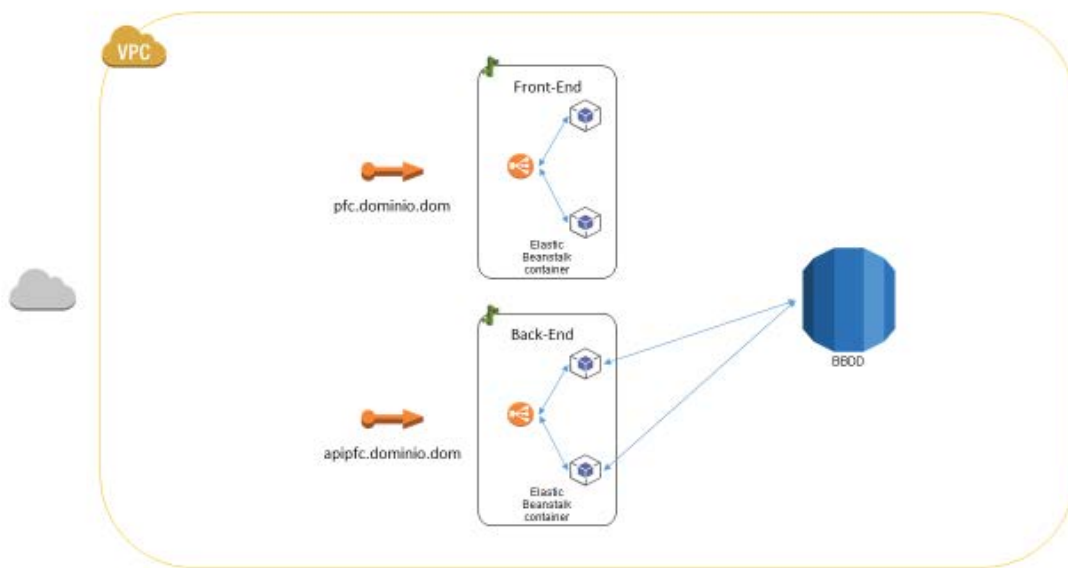 VPC
Front-End
pfc.dominio.dom
Elastic
Beanstalk
container
Back-End
BBDD
apipfc.dominio.dom
Elastic
Beanstalk
container